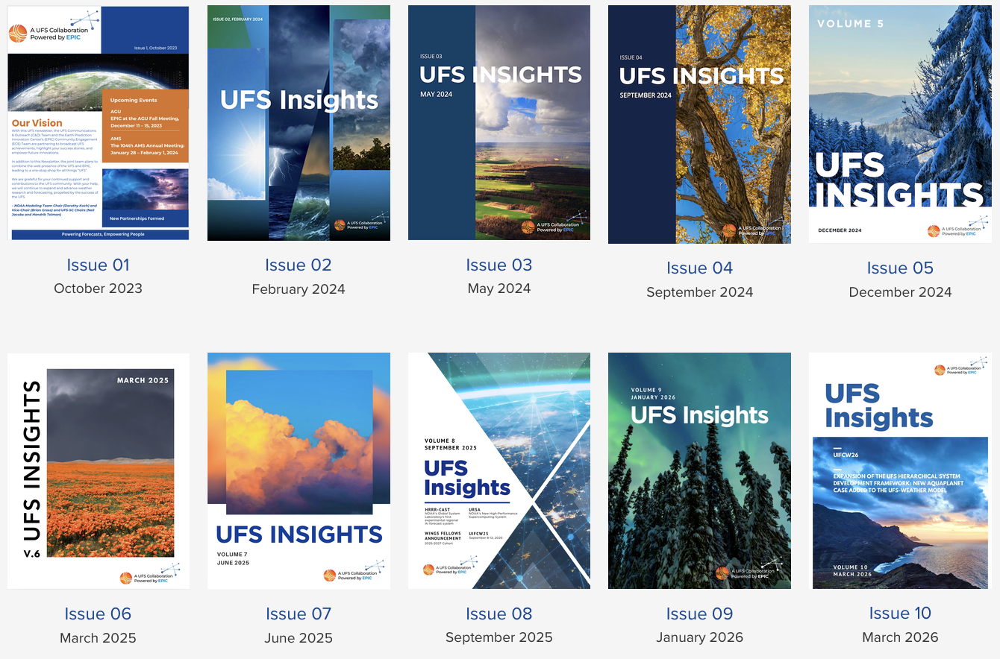 A UFS Collaboration
Powered by EPIC
Issue 1, October 2023
Upcoming Events
AGU
EPIC at the AGU Fall Meeting,
December 11 – 15, 2023
AMS
The 104th AMS Annual Meeting:
January 28 – February 1, 2024
Our Vision
With this UFS newsletter, the UFS Communications
& Outreach (C&O) Team and the Earth Prediction
Innovation Center's (EPIC) Community Engagement
(ECE) Team are partnering to broadcast UFS
achievements, highlight your success stories, and
empower future innovations.
In addition to this Newsletter, the joint team plans to
combine the web presence of the UFS and EPIC,
leading to a one-stop-shop for all things "UFS".
We are grateful for your continued support and
contributions to the UFS community. With your help,
we will continue to expand and advance weather
research and forecasting, propelled by the success of
the UFS.
- NOAA Modeling Team Chair (Dorothy Koch) and
Vice-Chair (Brian Gross) and UFS-SC Chairs (Neil
Jacobs and Hendrik Tolman)
New Partnerships Formed
Powering Forecasts, Empowering People
Issue 01
October 2023
ISSUE 02, FEBRUARY 2024
UFS Insights
A UFS Collaboration
Powered by EPIC
Issue 02
February 2024
ISSUE 03
UFS INSIGHTS
MAY 2024
A UFS Collaboration
Powered by EPIC
Issue 03
May 2024
ISSUE 04
UFS INSIGHTS
SEPTEMBER 2024
A UFS Collaboration
Powered by EPIC
Issue 04
September 2024
VOLUME 5
UFS
INSIGHTS
DECEMBER 2024
A UFS Collaboration
Powered by EPIC
Issue 05
December 2024
V.6 UFS INSIGHTS
MARCH 2025
A UFS Collaboration
Powered by EPIC
Issue 06
March 2025
UFS INSIGHTS
VOLUME 7
JUNE 2025
A UFS Collaboration
Powered by EPIC
Issue 07
June 2025
VOLUME 8
SEPTEMBER 2025
UFS
Insights
HRRR-CAST
NOAA's Global System
Laboratory's first
experimental regional
AI forecast system
URSA
NOAA's New High-Performance
Supercomputing System
WINGS FELLOWS
ANNOUNCEMENT
2025-2027 Cohort
UIFCW25
September 8-12, 2025
A UFS Collaboration
Powered by EPIC
Issue 08
September 2025
VOLUME 9
JANUARY 2026
UFS Insights
A UFS Collaboration
Powered by EPIC
Issue 09
January 2026
A UFS Collaboration
Powered by EPIC
UFS
Insights
UIFCW26
EXPANSION OF THE UFS HIERARCHICAL SYSTEM
DEVELOPMENT FRAMEWORK: NEW AQUAPLANET
CASE ADDED TO THE UFS-WEATHER MODEL
VOLUME 10
MARCH 2026
Issue 10
March 2026